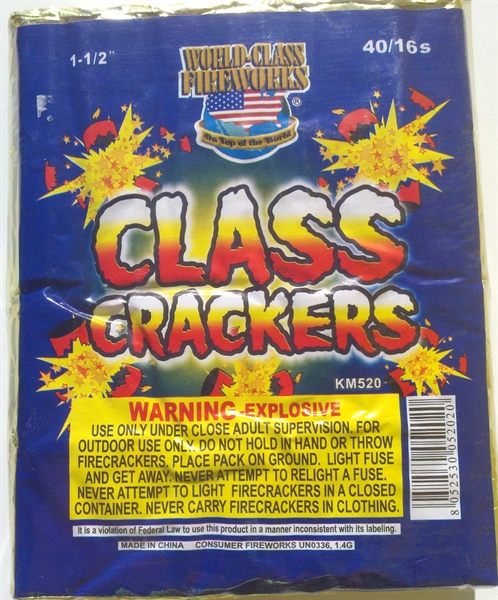 1-1/2"
40/16s
WORLD-CLASS
FIREWORKS
®
On Top of the World
CLASS
CRACKERS
KM520
WARNING-EXPLOSIVE
USE ONLY UNDER CLOSE ADULT SUPERVISION. FOR
OUTDOOR USE ONLY. DO NOT HOLD IN HAND OR THROW
FIRECRACKERS. PLACE PACK ON GROUND. LIGHT FUSE
AND GET AWAY. NEVER ATTEMPT TO RELIGHT A FUSE.
NEVER ATTEMPT TO LIGHT FIRECRACKERS IN A CLOSED
CONTAINER. NEVER CARRY FIRECRACKERS IN CLOTHING.
8 052530 052020
It is a violation of Federal Law to use this product in a manner inconsistent with its labeling.
MADE IN CHINA CONSUMER FIREWORKS UN0336, 1.4G